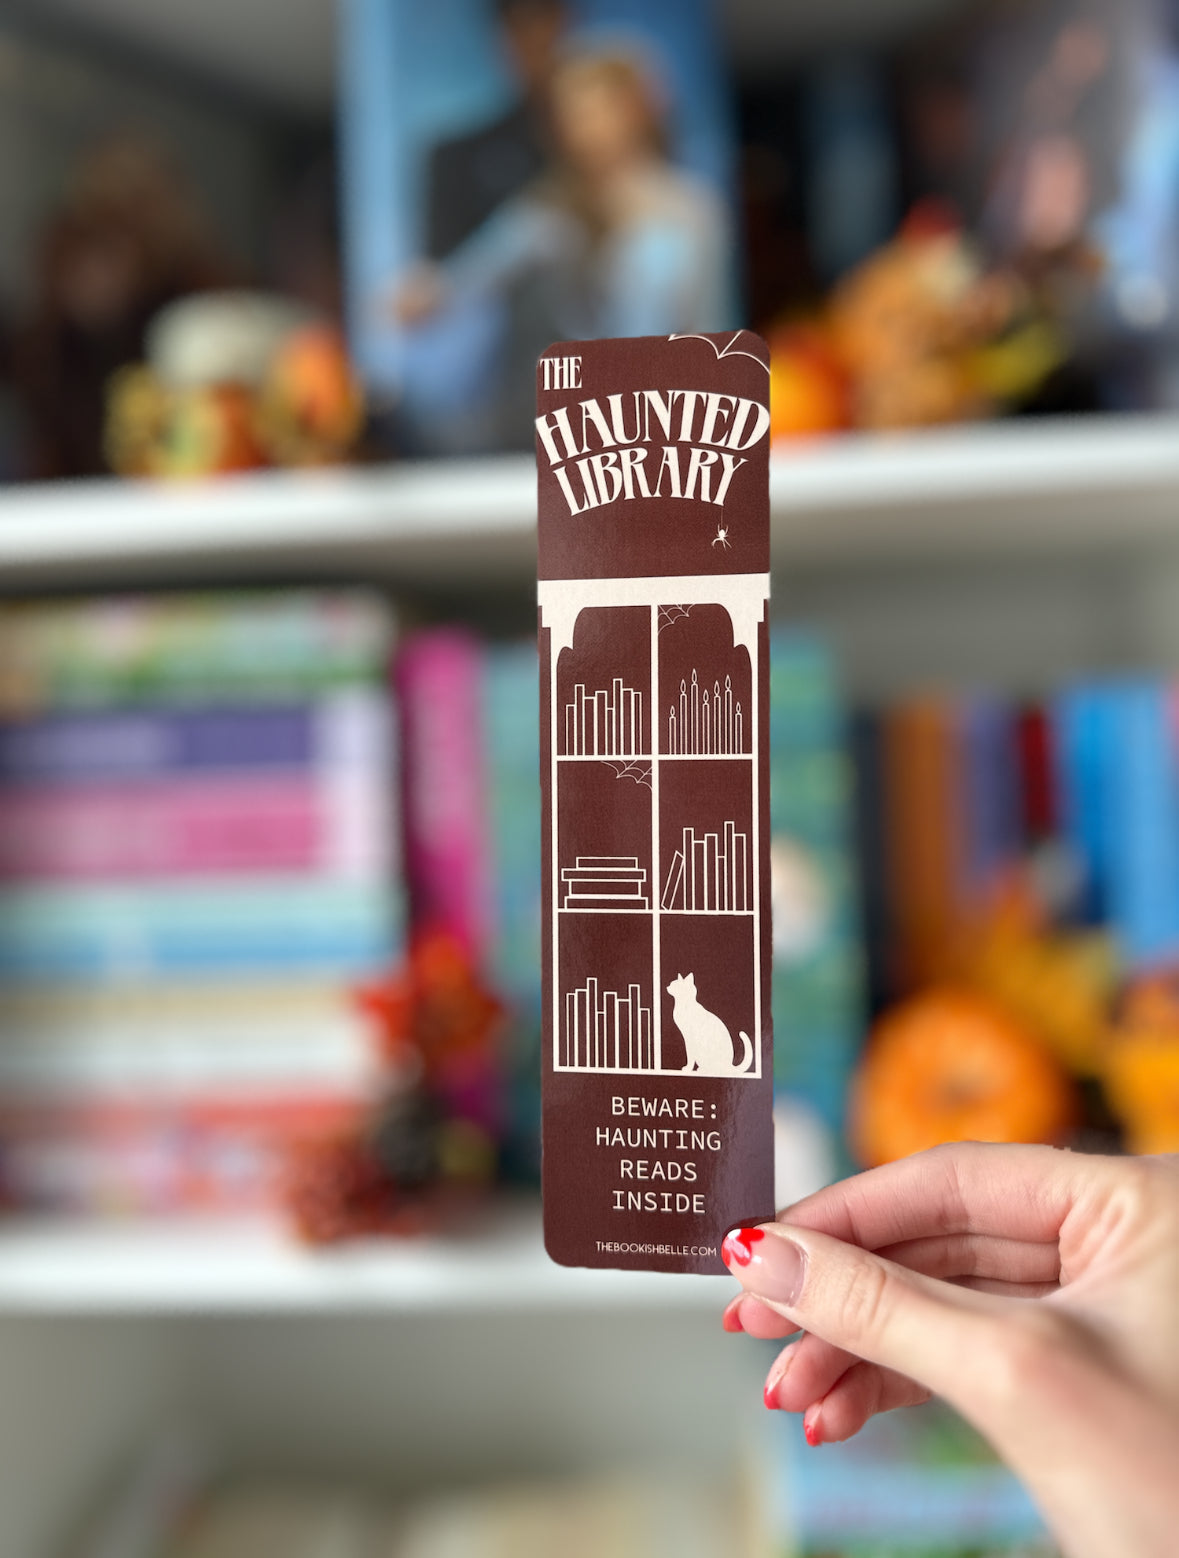 THE
HAUNTED
LIBRARY
BEWARE:
HAUNTING
READS
INSIDE
THEBOOKISHBELLE.COM